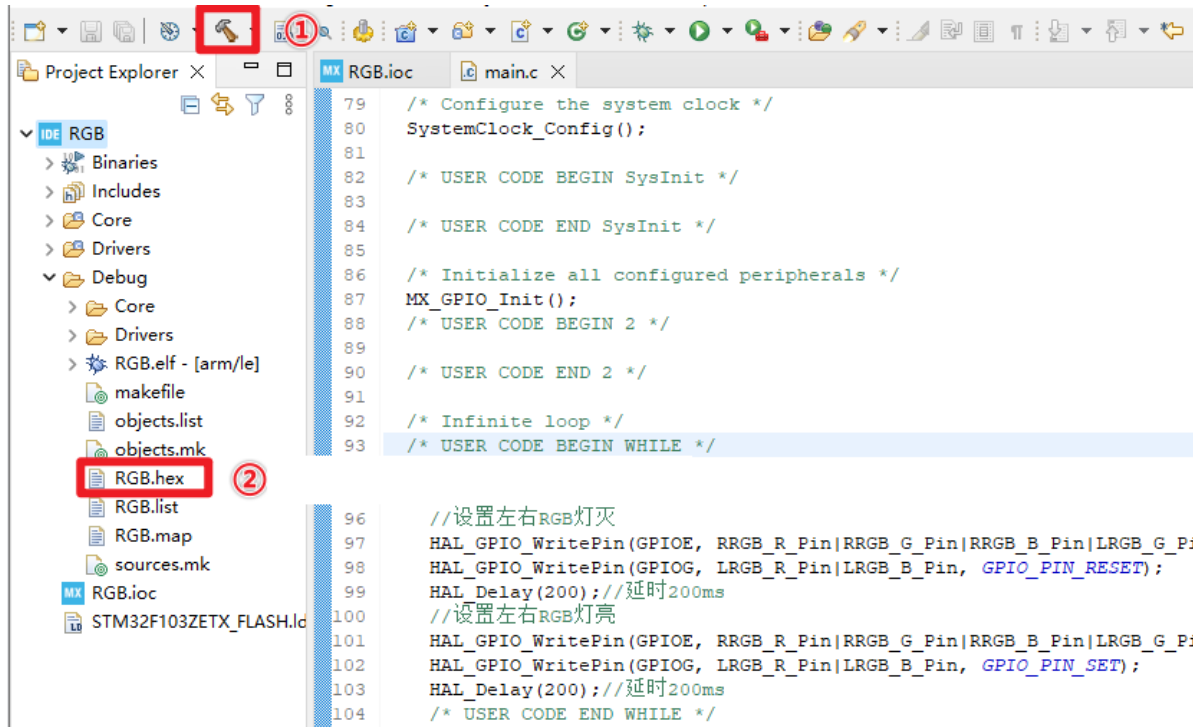 ①
Project Explorer
RGB.ioc
main.c
IDE RGB
Binaries
Includes
Core
Drivers
Debug
Core
Drivers
RGB.elf - [arm/le]
makefile
objects.list
objects.mk
RGB.hex
②
RGB.list
RGB.map
sources.mk
MX RGB.ioc
STM32F103ZETX_FLASH.ld
79 /* Configure the system clock */
80 SystemClock_Config();
81
82 /* USER CODE BEGIN SysInit */
83
84 /* USER CODE END SysInit */
85
86 /* Initialize all configured peripherals */
87 MX_GPIO_Init();
88 /* USER CODE BEGIN 2 */
89
90 /* USER CODE END 2 */
91
92 /* Infinite loop */
93 /* USER CODE BEGIN WHILE */
96 //设置左右RGB灯灭
97 HAL_GPIO_WritePin(GPIOE, RRGB_R_Pin|RRGB_G_Pin|RRGB_B_Pin|LRGB_G_Pi
98 HAL_GPIO_WritePin(GPIOG, LRGB_R_Pin|LRGB_B_Pin, GPIO_PIN_RESET);
99 HAL_Delay(200);//延时200ms
100 //设置左右RGB灯亮
101 HAL_GPIO_WritePin(GPIOE, RRGB_R_Pin|RRGB_G_Pin|RRGB_B_Pin|LRGB_G_Pi
102 HAL_GPIO_WritePin(GPIOG, LRGB_R_Pin|LRGB_B_Pin, GPIO_PIN_SET);
103 HAL_Delay(200);//延时200ms
104 /* USER CODE END WHILE */